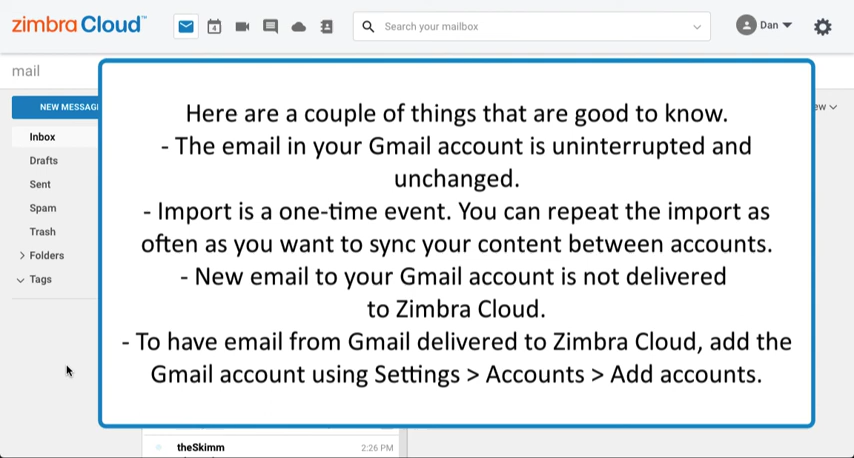 zimbra Cloud™
4
Search your mailbox
Dan
mail
NEW MESSAG
ew
Inbox
Drafts
Sent
Spam
Trash
Folders
Tags
Here are a couple of things that are good to know.
- The email in your Gmail account is uninterrupted and
unchanged.
- Import is a one-time event. You can repeat the import as
often as you want to sync your content between accounts.
- New email to your Gmail account is not delivered
to Zimbra Cloud.
- To have email from Gmail delivered to Zimbra Cloud, add the
Gmail account using Settings > Accounts > Add accounts.
theSkimm 2:26 PM